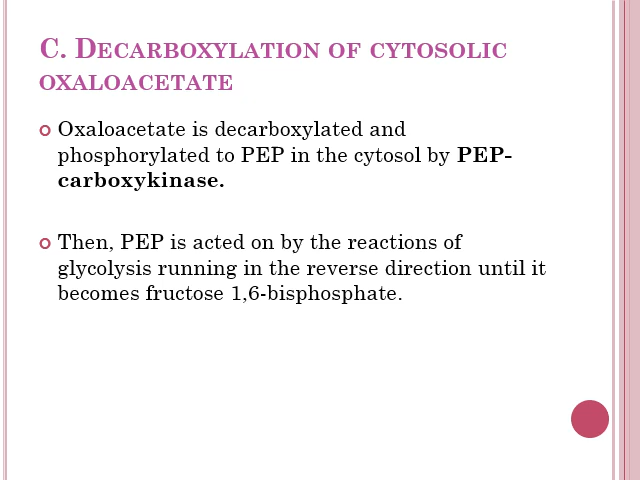 C. Decarboxylation of cytosolic
oxaloacetate
Oxaloacetate is decarboxylated and
phosphorylated to PEP in the cytosol by PEP-
carboxykinase.
Then, PEP is acted on by the reactions of
glycolysis running in the reverse direction until it
becomes fructose 1,6-bisphosphate.